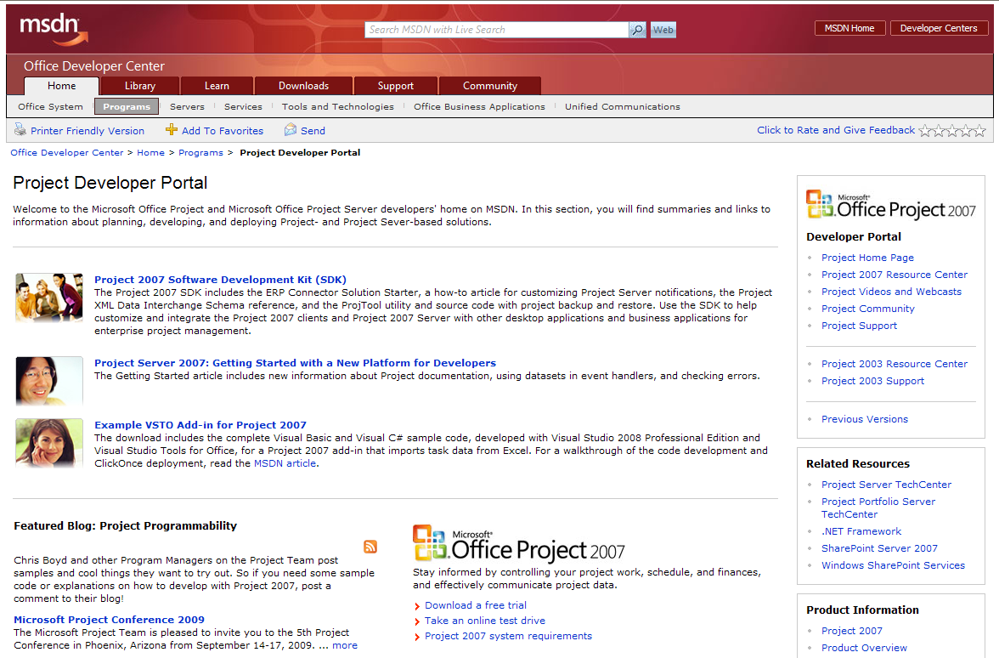 msdn
Search MSDN with Live Search
Web
MSDN Home
Developer Centers
Office Developer Center
Home
Library
Learn
Downloads
Support
Community
Office System
Programs
Servers
Services
Tools and Technologies
Office Business Applications
Unified Communications
Printer Friendly Version
Add To Favorites
Send
Click to Rate and Give Feedback
Office Developer Center > Home > Programs > Project Developer Portal
Project Developer Portal
Welcome to the Microsoft Office Project and Microsoft Office Project Server developers' home on MSDN. In this section, you will find summaries and links to
information about planning, developing, and deploying Project- and Project Sever-based solutions.
Project 2007 Software Development Kit (SDK)
The Project 2007 SDK includes the ERP Connector Solution Starter, a how-to article for customizing Project Server notifications, the Project
XML Data Interchange Schema reference, and the ProjTool utility and source code with project backup and restore. Use the SDK to help
customize and integrate the Project 2007 clients and Project 2007 Server with other desktop applications and business applications for
enterprise project management.
Project Server 2007: Getting Started with a New Platform for Developers
The Getting Started article includes new information about Project documentation, using datasets in event handlers, and checking errors.
Example VSTO Add-in for Project 2007
The download includes the complete Visual Basic and Visual C# sample code, developed with Visual Studio 2008 Professional Edition and
Visual Studio Tools for Office, for a Project 2007 add-in that imports task data from Excel. For a walkthrough of the code development and
ClickOnce deployment, read the MSDN article.
Featured Blog: Project Programmability
Chris Boyd and other Program Managers on the Project Team post
samples and cool things they want to try out. So if you need some sample
code or explanations on how to develop with Project 2007, post a
comment to their blog!
Microsoft Project Conference 2009
The Microsoft Project Team is pleased to invite you to the 5th Project
Conference in Phoenix, Arizona from September 14-17, 2009. ... more
Microsoft®
Office Project 2007
Stay informed by controlling your project work, schedule, and finances,
and effectively communicate project data.
Download a free trial
Take an online test drive
Project 2007 system requirements
Microsoft®
Office Project 2007
Developer Portal
Project Home Page
Project 2007 Resource Center
Project Videos and Webcasts
Project Community
Project Support
Project 2003 Resource Center
Project 2003 Support
Previous Versions
Related Resources
Project Server TechCenter
Project Portfolio Server
TechCenter
.NET Framework
SharePoint Server 2007
Windows SharePoint Services
Product Information
Project 2007
Product Overview